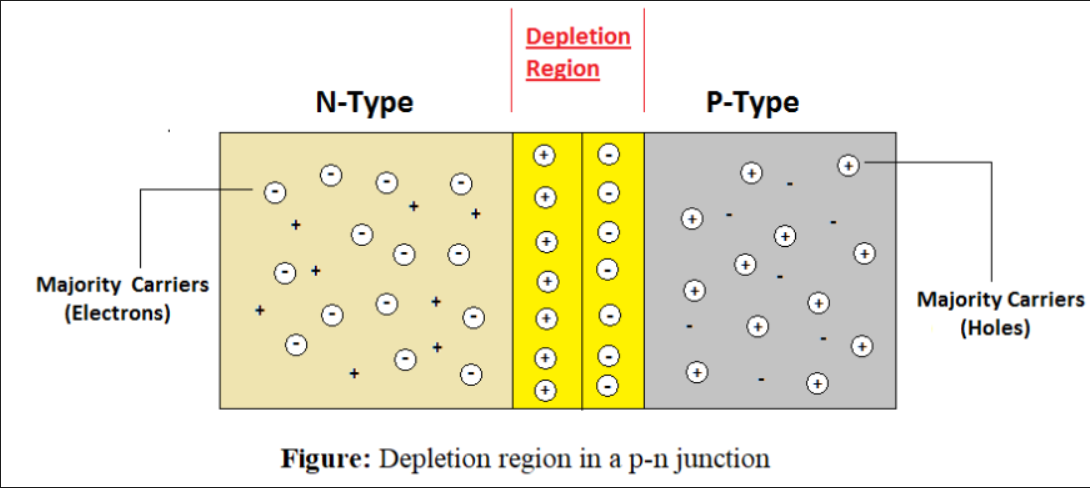 Depletion
Region
N-Type
P-Type
Majority Carriers
(Electrons)
Majority Carriers
(Holes)
Figure: Depletion region in a p-n junction